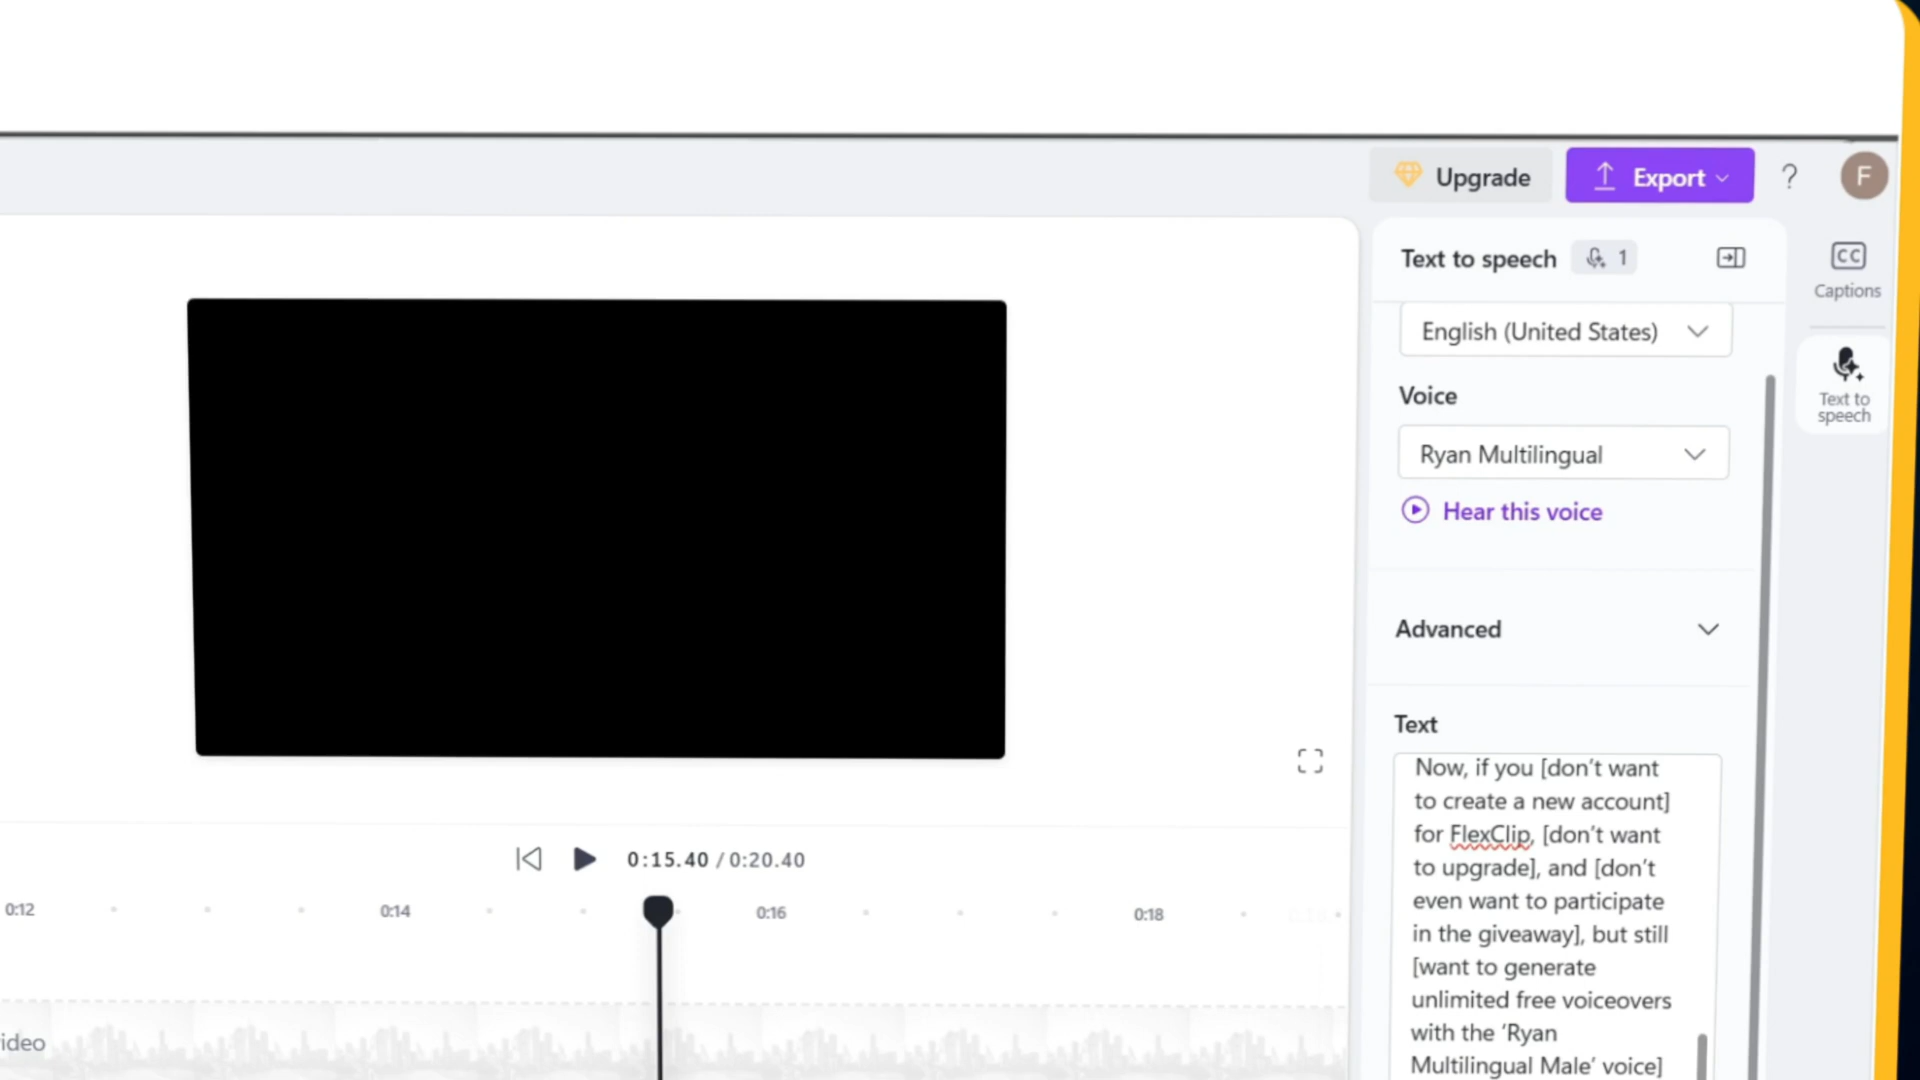 Upgrade
Export
?
F
Text to speech
1
CC
Captions
English (United States)
Text to
speech
Voice
Ryan Multilingual
Hear this voice
Advanced
Text
Now, if you [don’t want
to create a new account]
for FlexClip, [don’t want
to upgrade], and [don’t
even want to participate
in the giveaway], but still
[want to generate
unlimited free voiceovers
with the ‘Ryan
Multilingual Male’ voice]
0:15.40 / 0:20.40
0:12
0:14
0:16
0:18
ideo